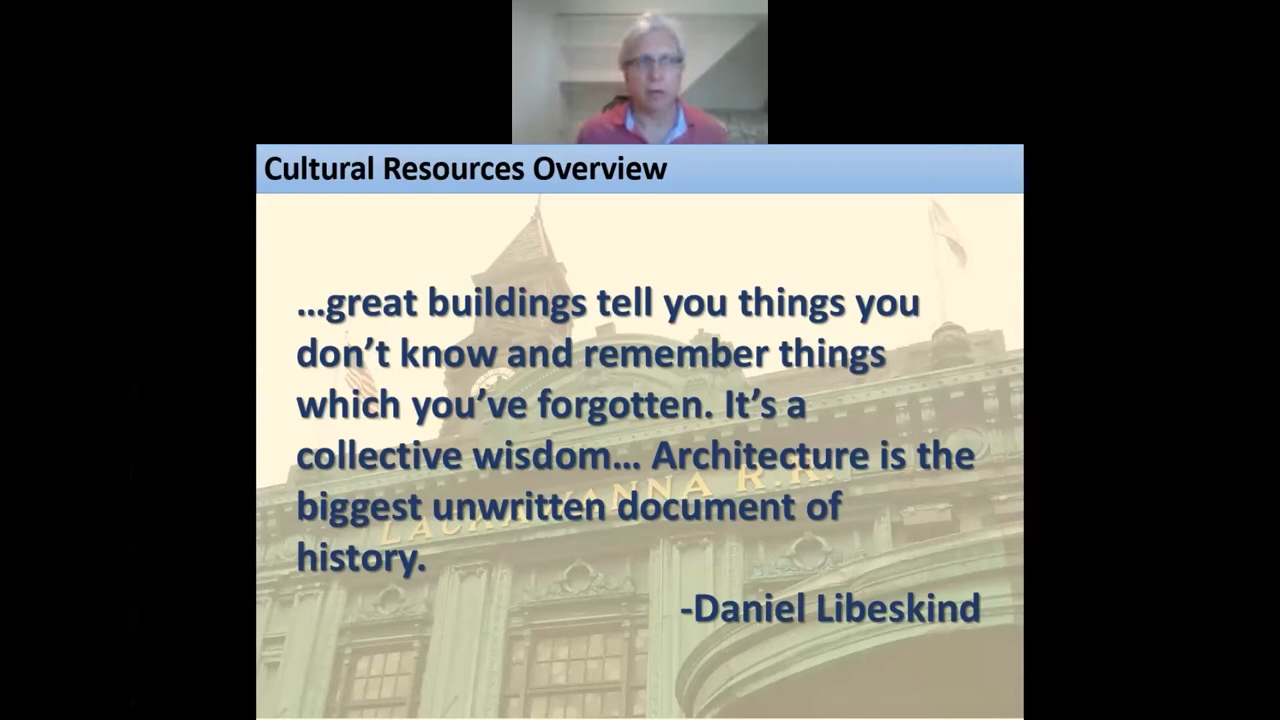 Cultural Resources Overview
…great buildings tell you things you
don’t know and remember things
which you’ve forgotten. It’s a
collective wisdom… Architecture is the
biggest unwritten document of
history.
-Daniel Libeskind
LACKAWANNA R.R.